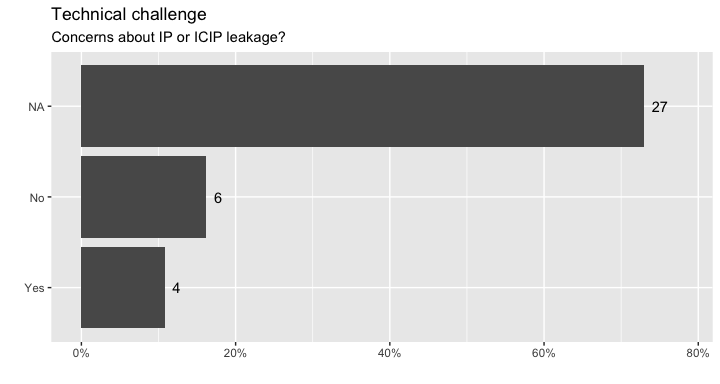 Technical challenge
Concerns about IP or ICIP leakage?
NA
27
No
6
Yes
4
0%
20%
40%
60%
80%